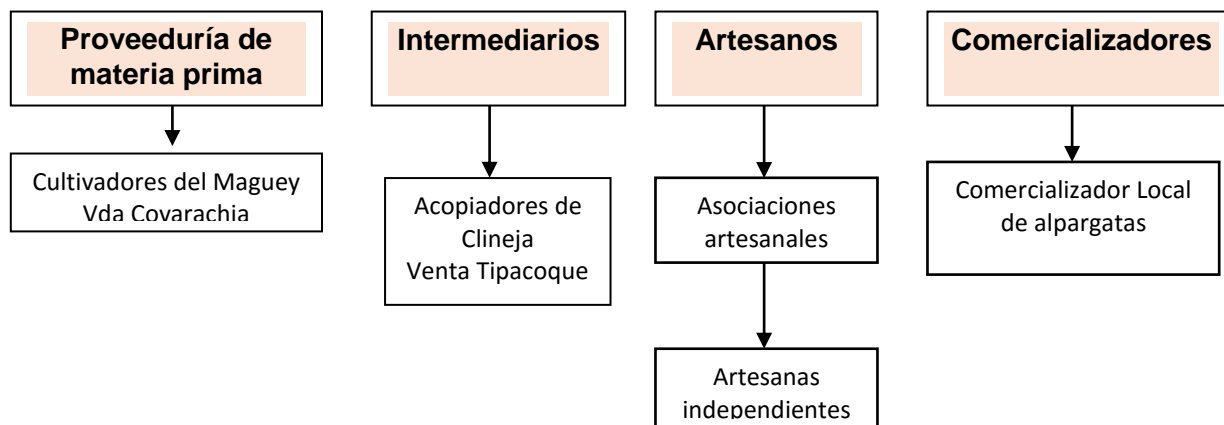 Proveeduría de
materia prima
Intermediarios
Artesanos
Comercializadores
Cultivadores del Maguey
Vda Covarachia
Acopiadores de
Clineja
Venta Tipacoque
Asociaciones
artesanales
Comercializador Local
de alpargatas
Artesanas
independientes